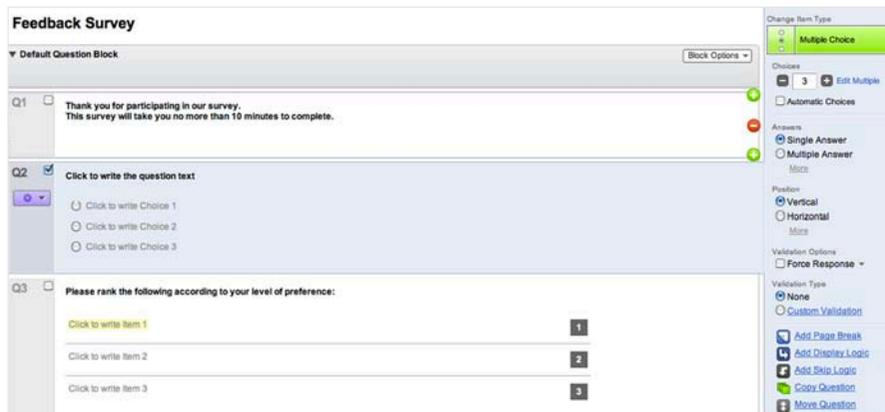 Feedback Survey
Default Question Block
Block Options
Q1
Thank you for participating in our survey.
This survey will take you no more than 10 minutes to complete.
Q2
Click to write the question text
Click to write Choice 1
Click to write Choice 2
Click to write Choice 3
Q3
Please rank the following according to your level of preference:
Click to write Item 1
1
Click to write Item 2
2
Click to write Item 3
3
Change Item Type
Multiple Choice
Choices
3 Edit Multiple
Automatic Choices
Answers
Single Answer
Multiple Answer
More
Position
Vertical
Horizontal
More
Validation Options
Force Response
Validation Type
None
Custom Validation
Add Page Break
Add Display Logic
Add Skip Logic
Copy Question
Move Question